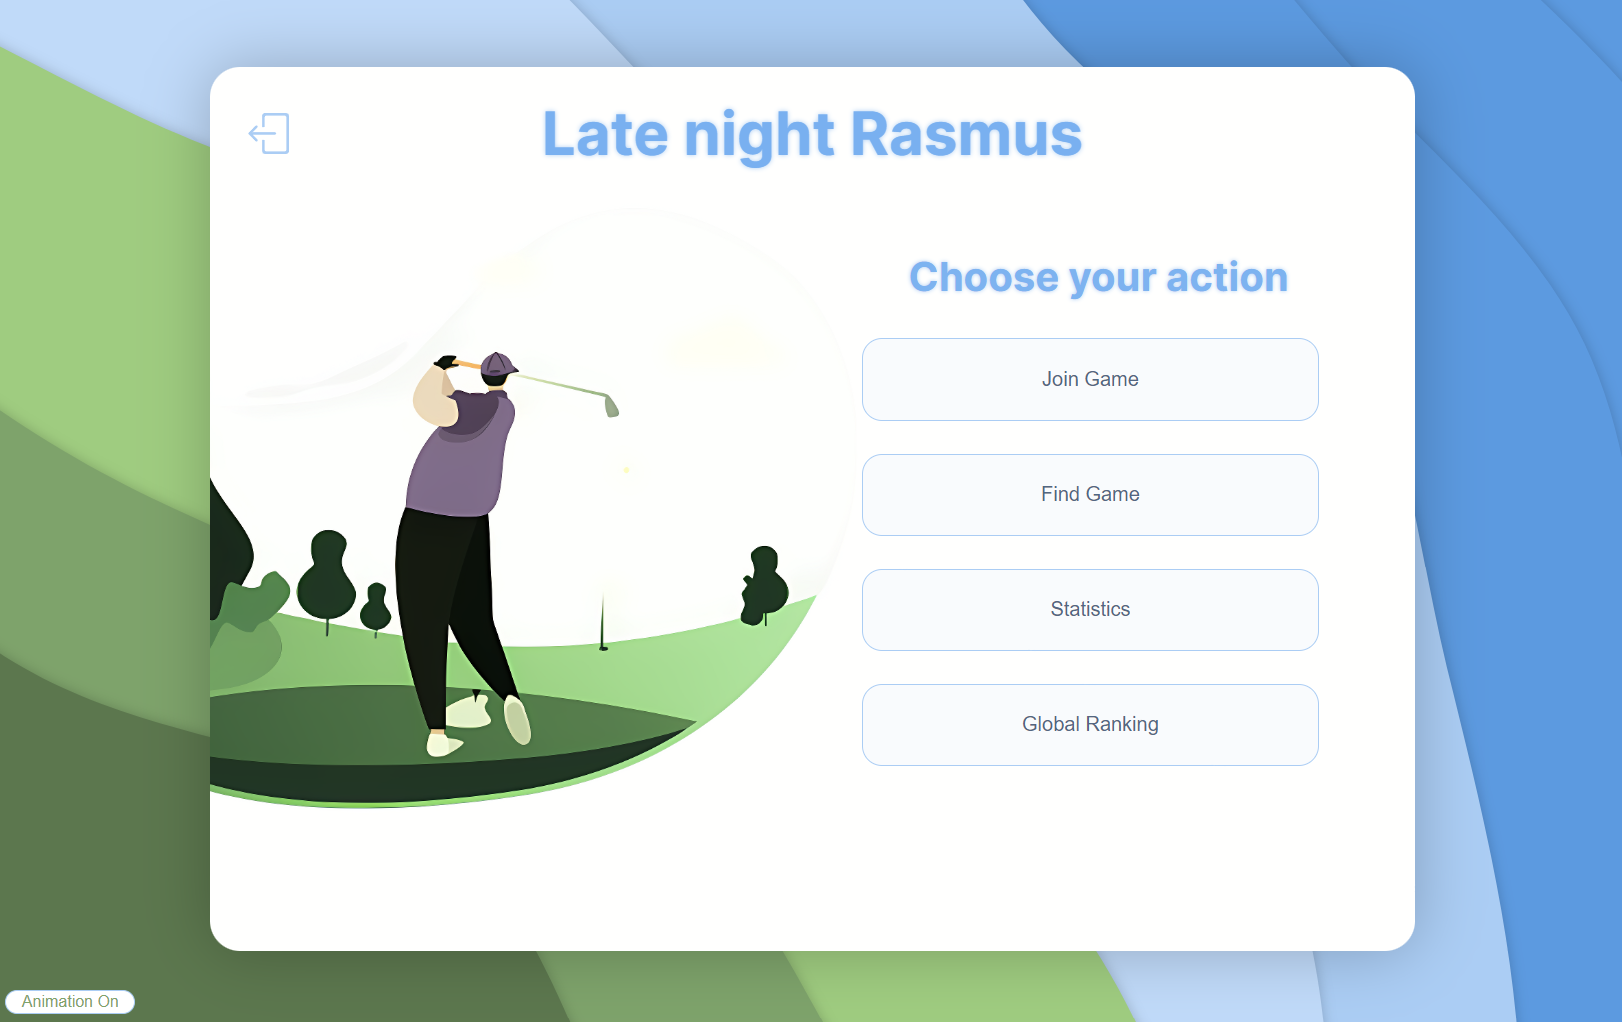 Late night Rasmus
Choose your action
Join Game
Find Game
Statistics
Global Ranking
Animation On